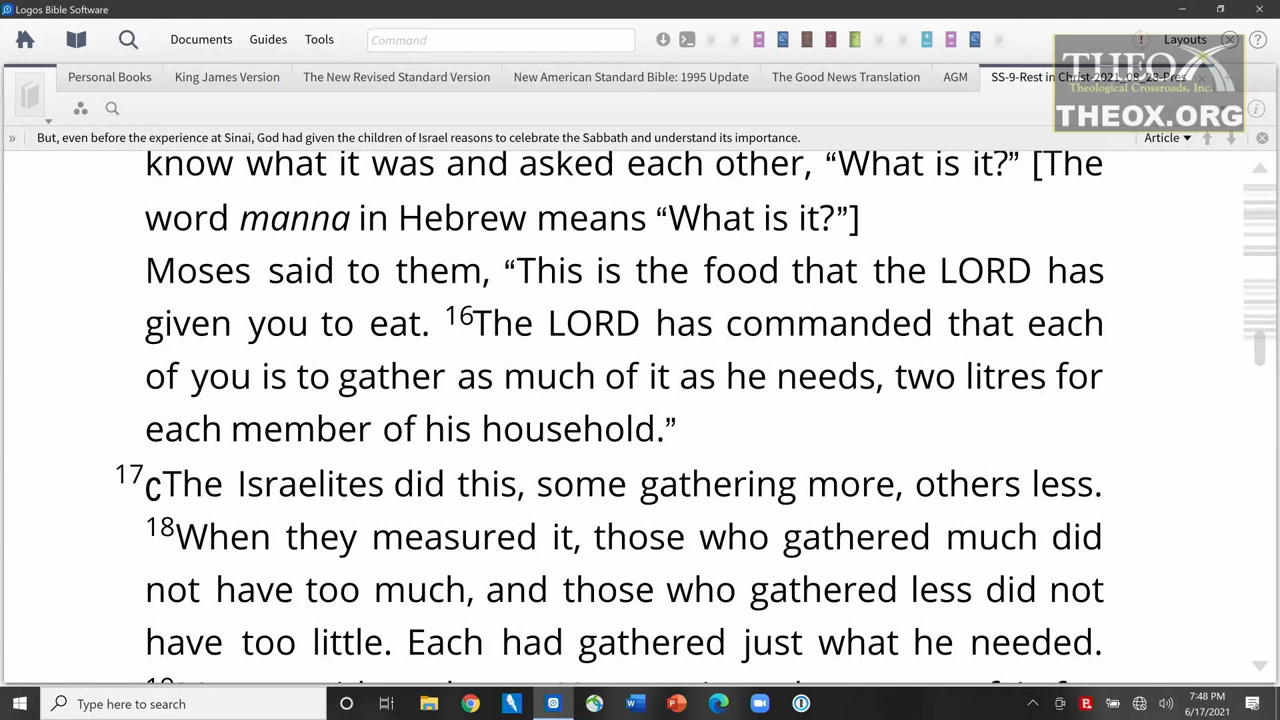 Logos Bible Software
Documents Guides Tools Command Layouts
Personal Books King James Version The New Revised Standard Version New American Standard Bible: 1995 Update The Good News Translation AGM SS-9-Rest in Christ-2021_
THEOX
Theological Crossroads, Inc.
THEOX.ORG
» But, even before the experience at Sinai, God had given the children of Israel reasons to celebrate the Sabbath and understand its importance. Article
know what it was and asked each other, “What is it?” [The
word manna in Hebrew means “What is it?”]
Moses said to them, “This is the food that the LORD has
given you to eat. 16The LORD has commanded that each
of you is to gather as much of it as he needs, two litres for
each member of his household.”
17cThe Israelites did this, some gathering more, others less.
18When they measured it, those who gathered much did
not have too much, and those who gathered less did not
have too little. Each had gathered just what he needed.
Type here to search
7:48 PM
6/17/2021